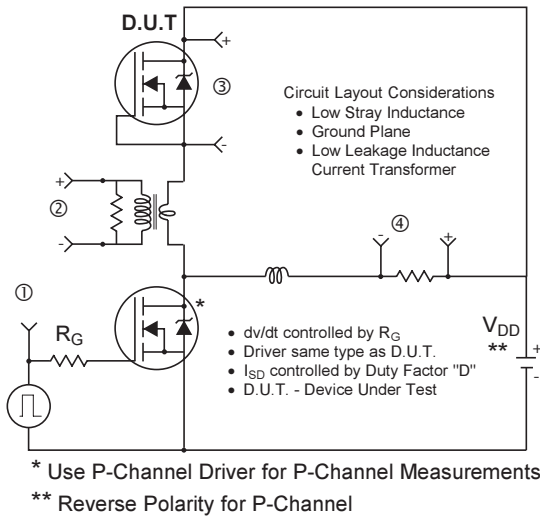 D.U.T
+
③
-
Circuit Layout Considerations
• Low Stray Inductance
• Ground Plane
• Low Leakage Inductance
Current Transformer
+
②
-
- ④ +
①
RG
*
• dv/dt controlled by RG
• Driver same type as D.U.T.
• ISD controlled by Duty Factor "D"
• D.U.T. - Device Under Test
VDD
**
+
-
* Use P-Channel Driver for P-Channel Measurements
** Reverse Polarity for P-Channel